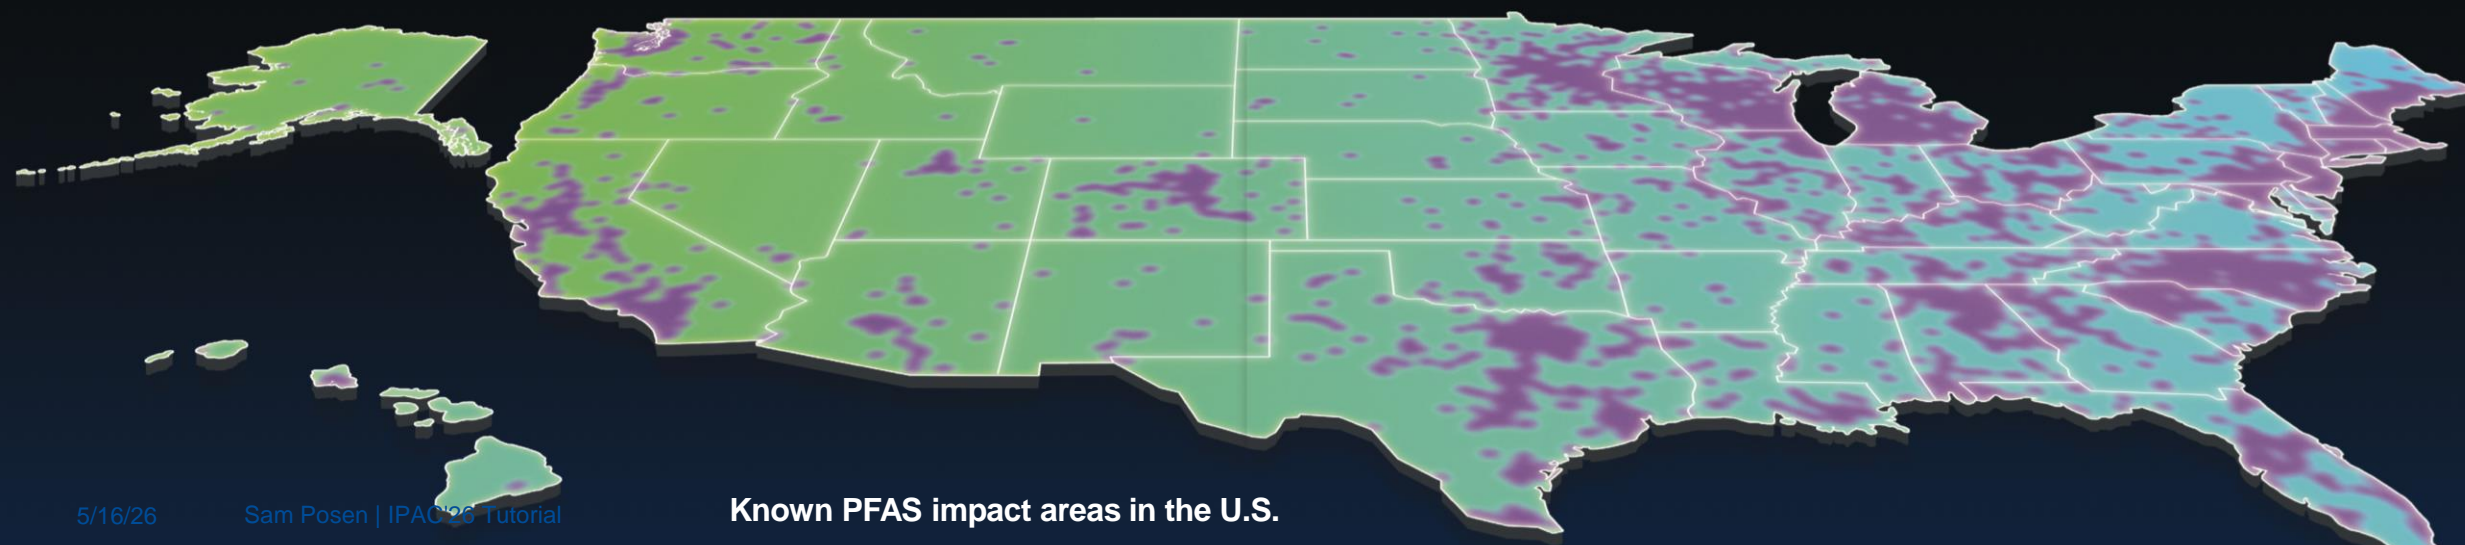 Known PFAS impact areas in the U.S.
5/16/26 Sam Posen | IPAC'26 Tutorial